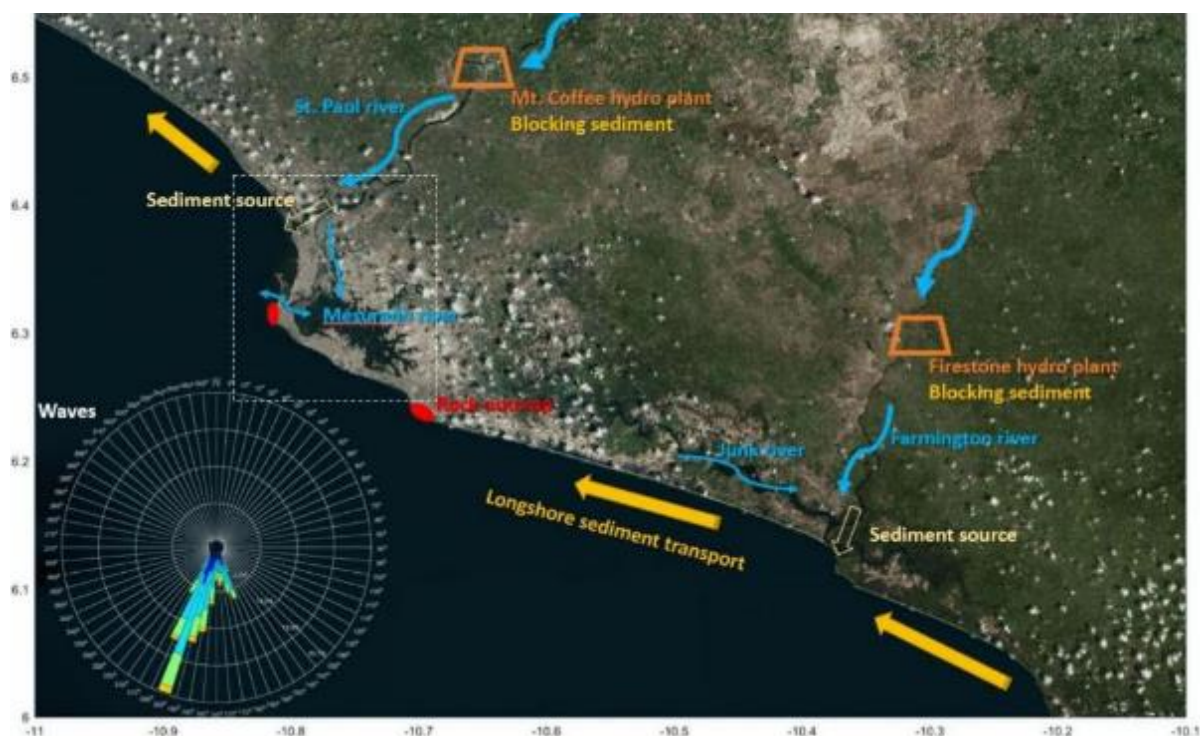 6.5
St. Paul river
Mt. Coffee hydro plant
Blocking sediment
6.4
Sediment source
6.3
Mesurado river
Firestone hydro plant
Blocking sediment
Waves
Rock outcrop
6.2
Junk river
Farmington river
Longshore sediment transport
Sediment source
6.1
6
-11
-10.9
-10.8
-10.7
-10.6
-10.5
-10.4
-10.3
-10.2
-10.1